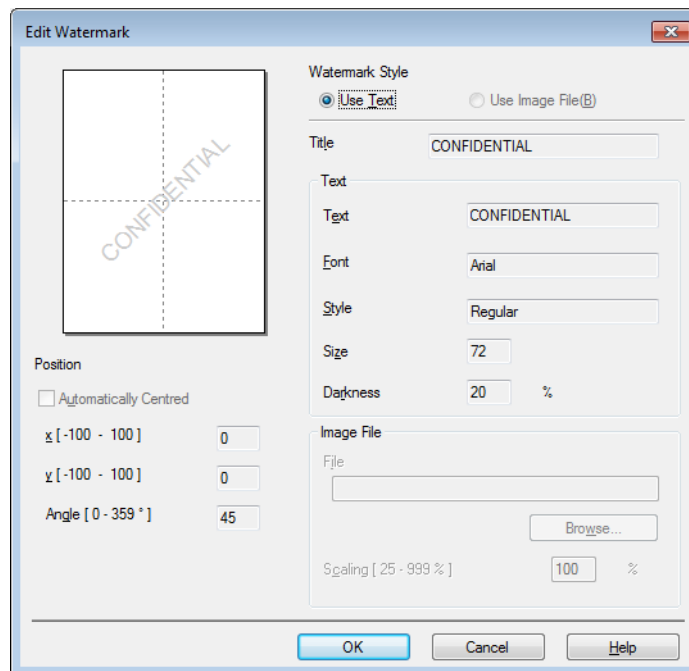 Edit Watermark
CONFIDENTIAL
Position
Automatically Centred
x [ -100 - 100 ] 0
y [ -100 - 100 ] 0
Angle [ 0 - 359 ° ] 45
Watermark Style
Use Text Use Image File(B)
Title CONFIDENTIAL
Text
Text CONFIDENTIAL
Font Arial
Style Regular
Size 72
Darkness 20 %
Image File
File
Browse...
Scaling [ 25 - 999 % ] 100 %
OK Cancel Help